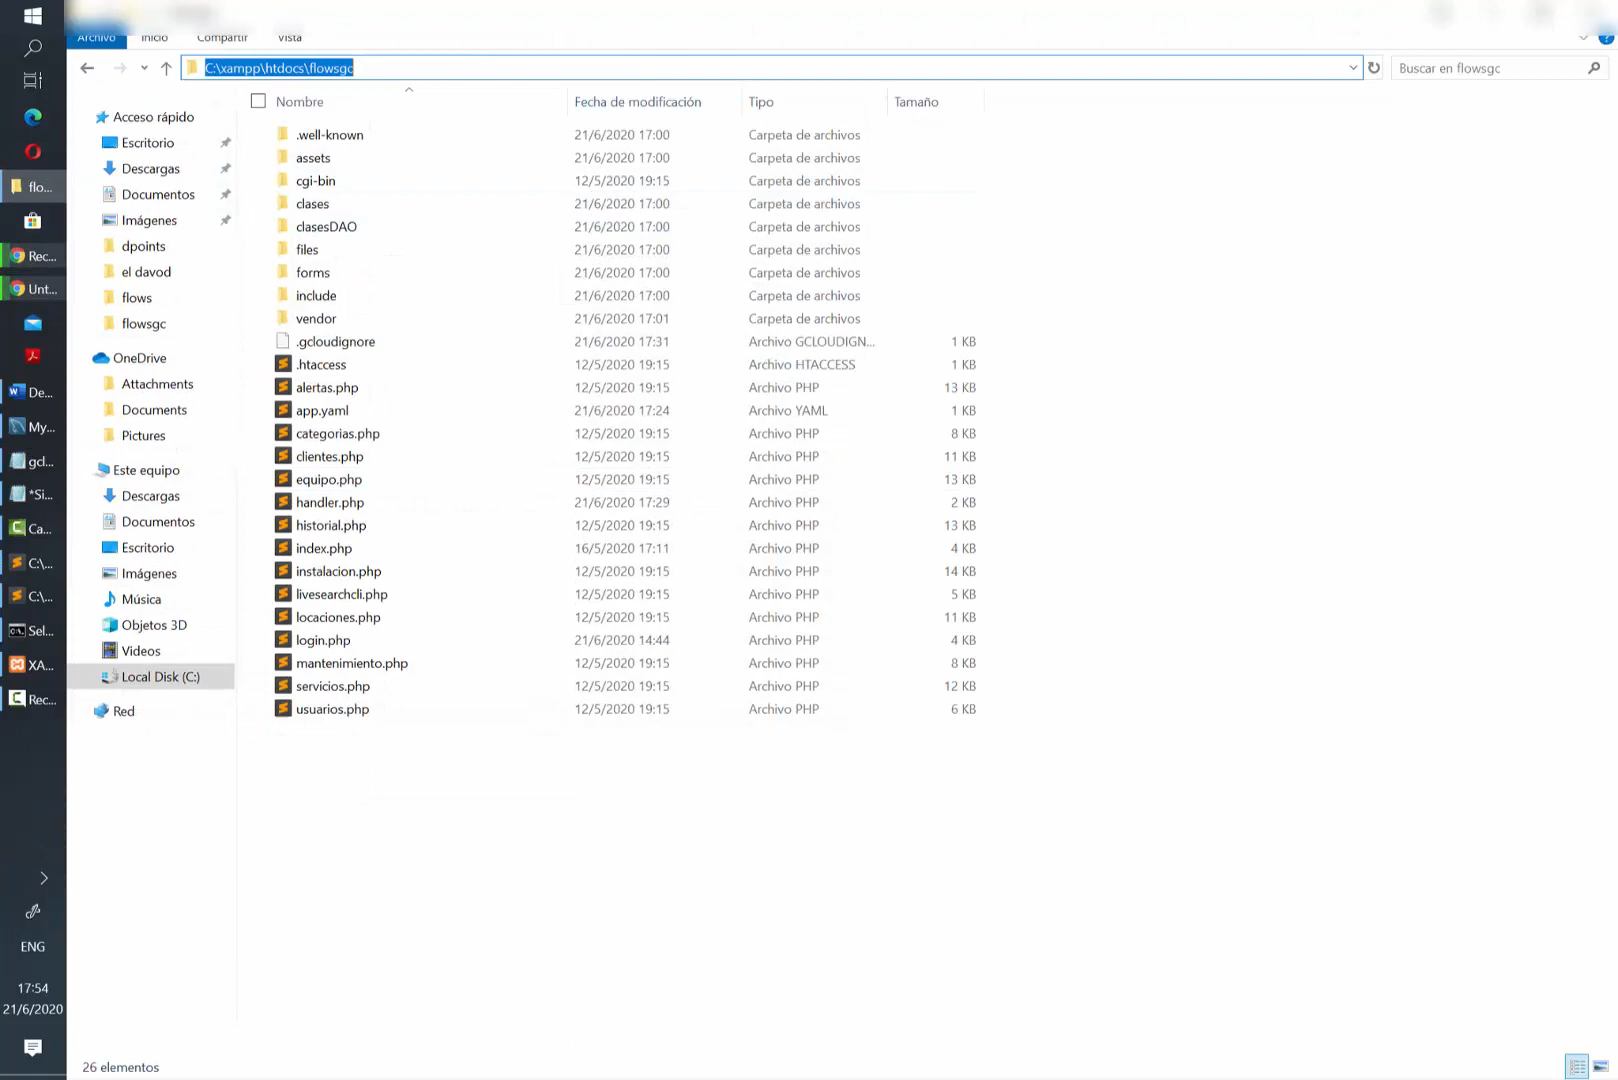 Archivo Inicio Compartir Vista
C:\xampp\htdocs\flowsgc
Buscar en flowsgc
Nombre Fecha de modificación Tipo Tamaño
.well-known 21/6/2020 17:00 Carpeta de archivos
assets 21/6/2020 17:00 Carpeta de archivos
cgi-bin 12/5/2020 19:15 Carpeta de archivos
clases 21/6/2020 17:00 Carpeta de archivos
clasesDAO 21/6/2020 17:00 Carpeta de archivos
files 21/6/2020 17:00 Carpeta de archivos
forms 21/6/2020 17:00 Carpeta de archivos
include 21/6/2020 17:00 Carpeta de archivos
vendor 21/6/2020 17:01 Carpeta de archivos
.gcloudignore 21/6/2020 17:31 Archivo GCLOUDIGN... 1 KB
.htaccess 12/5/2020 19:15 Archivo HTACCESS 1 KB
alertas.php 12/5/2020 19:15 Archivo PHP 13 KB
app.yaml 21/6/2020 17:24 Archivo YAML 1 KB
categorias.php 12/5/2020 19:15 Archivo PHP 8 KB
clientes.php 12/5/2020 19:15 Archivo PHP 11 KB
equipo.php 12/5/2020 19:15 Archivo PHP 13 KB
handler.php 21/6/2020 17:29 Archivo PHP 2 KB
historial.php 12/5/2020 19:15 Archivo PHP 13 KB
index.php 16/5/2020 17:11 Archivo PHP 4 KB
instalacion.php 12/5/2020 19:15 Archivo PHP 14 KB
livesearchcli.php 12/5/2020 19:15 Archivo PHP 5 KB
locaciones.php 12/5/2020 19:15 Archivo PHP 11 KB
login.php 21/6/2020 14:44 Archivo PHP 4 KB
mantenimiento.php 12/5/2020 19:15 Archivo PHP 8 KB
servicios.php 12/5/2020 19:15 Archivo PHP 12 KB
usuarios.php 12/5/2020 19:15 Archivo PHP 6 KB
Acceso rápido
Escritorio
Descargas
Documentos
Imágenes
dpoints
el davod
flows
flowsgc
OneDrive
Attachments
Documents
Pictures
Este equipo
Descargas
Documentos
Escritorio
Imágenes
Música
Objetos 3D
Videos
Local Disk (C:)
Red
26 elementos
flo...
Rec...
Unt...
De...
My...
gcl...
*Si...
Ca...
C:\...
C:\...
Sel...
XA...
Rec...
ENG
17:54
21/6/2020